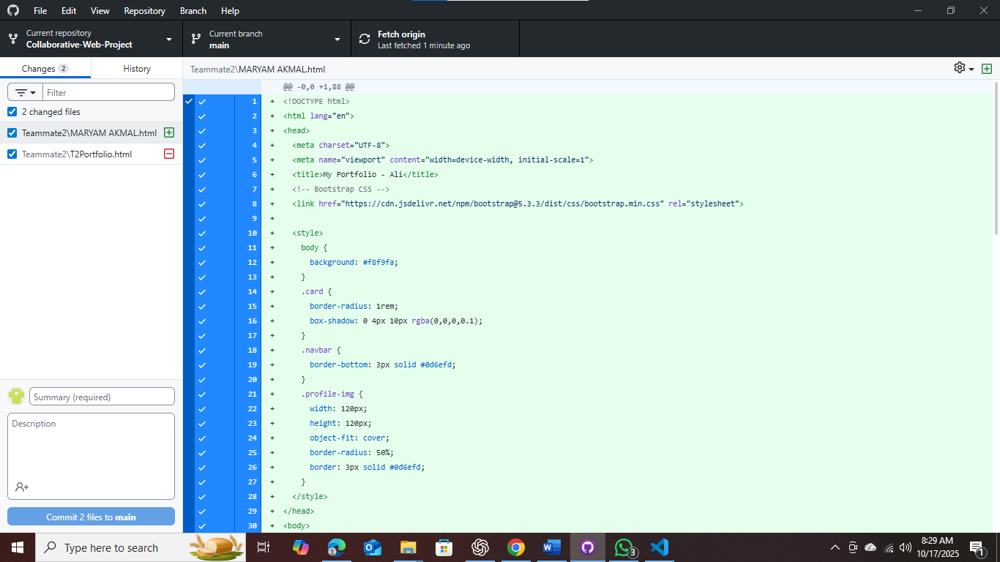 File Edit View Repository Branch Help
Current repository
Collaborative-Web-Project
Current branch
main
Fetch origin
Last fetched 1 minute ago
Changes 2 History
Filter
2 changed files
Teammate2\MARYAM AKMAL.html
Teammate2\T2Portfolio.html
Summary (required)
Description
Commit 2 files to main
Teammate2\MARYAM AKMAL.html
@@ -0,0 +1,88 @@
1 + <!DOCTYPE html>
2 + <html lang="en">
3 + <head>
4 + <meta charset="UTF-8">
5 + <meta name="viewport" content="width=device-width, initial-scale=1">
6 + <title>My Portfolio - Ali</title>
7 + <!-- Bootstrap CSS -->
8 + <link href="https://cdn.jsdelivr.net/npm/bootstrap@5.3.3/dist/css/bootstrap.min.css" rel="stylesheet">
9 +
10 + <style>
11 + body {
12 + background: #f8f9fa;
13 + }
14 + .card {
15 + border-radius: 1rem;
16 + box-shadow: 0 4px 10px rgba(0,0,0,0.1);
17 + }
18 + .navbar {
19 + border-bottom: 3px solid #0d6efd;
20 + }
21 + .profile-img {
22 + width: 120px;
23 + height: 120px;
24 + object-fit: cover;
25 + border-radius: 50%;
26 + border: 3px solid #0d6efd;
27 + }
28 + </style>
29 + </head>
30 + <body>
Type here to search
3
8:29 AM
10/17/2025
1